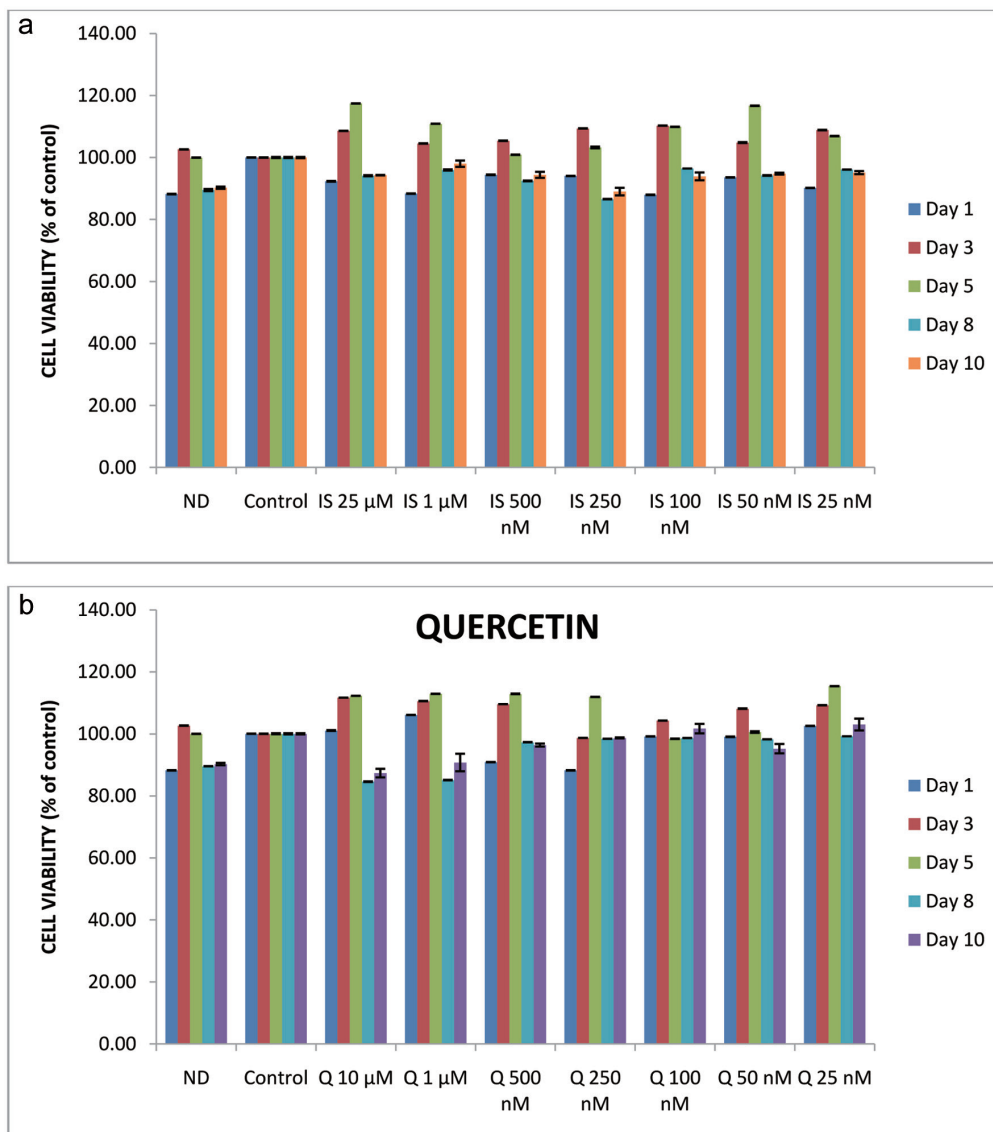 a
140.00
120.00
100.00
80.00
60.00
40.00
20.00
0.00
CELL VIABILITY (% of control)
ND Control IS 25 µM IS 1 µM IS 500 nM IS 250 nM IS 100 nM IS 50 nM IS 25 nM
Day 1
Day 3
Day 5
Day 8
Day 10
b
QUERCETIN
140.00
120.00
100.00
80.00
60.00
40.00
20.00
0.00
CELL VIABILITY (% of control)
ND Control Q 10 µM Q 1 µM Q 500 nM Q 250 nM Q 100 nM Q 50 nM Q 25 nM
Day 1
Day 3
Day 5
Day 8
Day 10